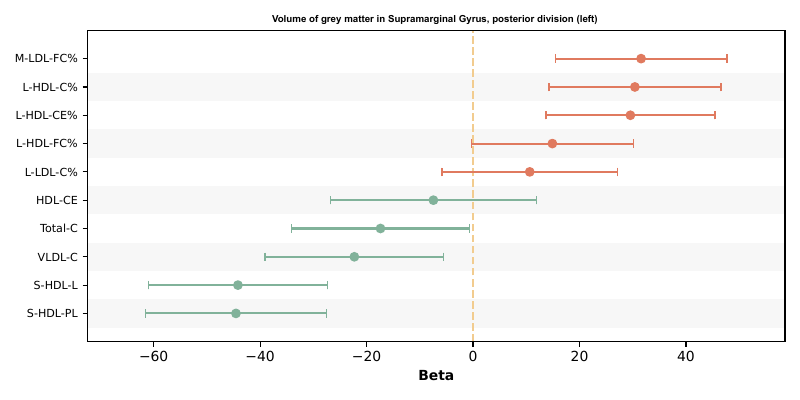 Volume of grey matter in Supramarginal Gyrus, posterior division (left)
M-LDL-FC%
L-HDL-C%
L-HDL-CE%
L-HDL-FC%
L-LDL-C%
HDL-CE
Total-C
VLDL-C
S-HDL-L
S-HDL-PL
−60 −40 −20 0 20 40
Beta